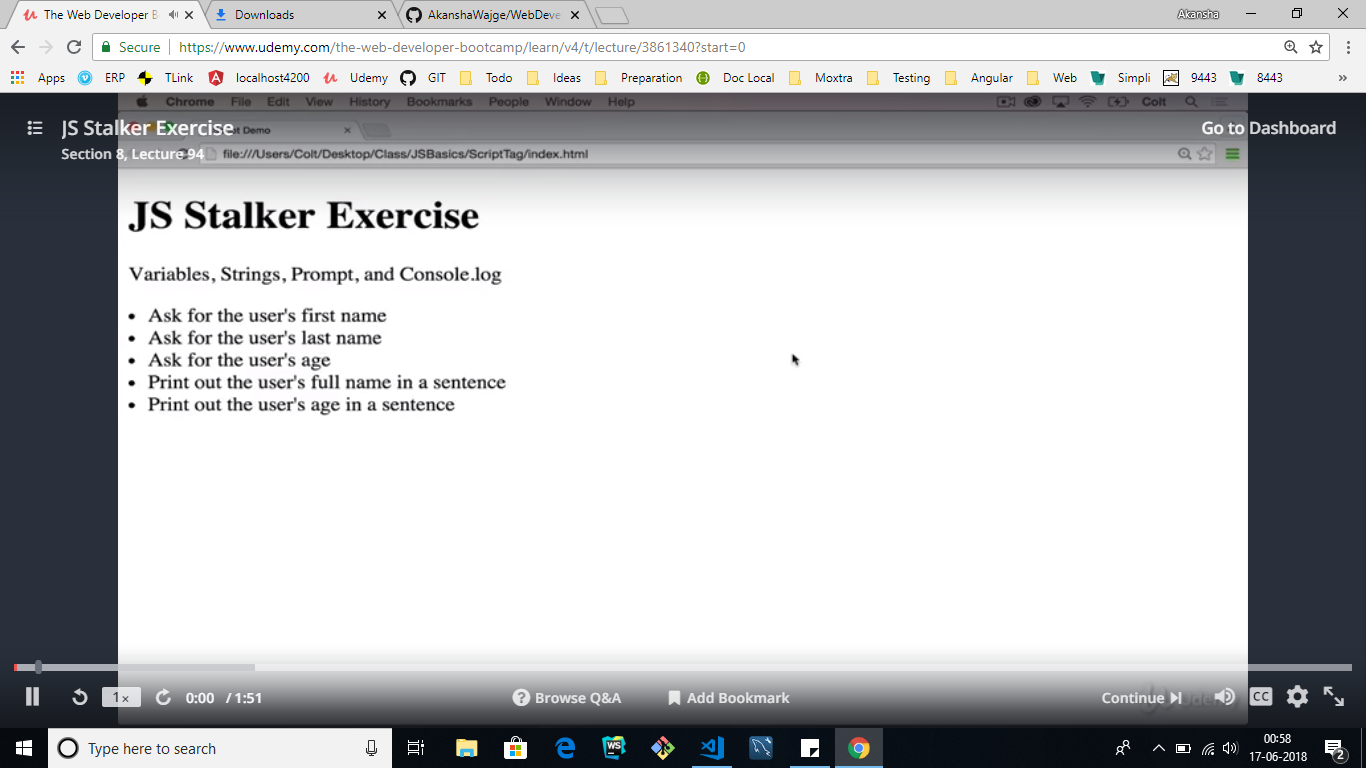 The Web Developer B
Downloads
AkanshaWajge/WebDeve
Akansha
Secure
https://www.udemy.com/the-web-developer-bootcamp/learn/v4/t/lecture/3861340?start=0
Apps ERP TLink localhost4200 Udemy GIT Todo Ideas Preparation Doc Local Moxtra Testing Angular Web Simpli 9443 8443 »
Chrome File Edit View History Bookmarks People Window Help Colt
JS Stalker Exercise
Demo
Go to Dashboard
Section 8, Lecture 94
file:///Users/Colt/Desktop/Class/JSBasics/ScriptTag/index.html
JS Stalker Exercise
Variables, Strings, Prompt, and Console.log
• Ask for the user's first name
• Ask for the user's last name
• Ask for the user's age
• Print out the user's full name in a sentence
• Print out the user's age in a sentence
1x 0:00 / 1:51 ? Browse Q&A Add Bookmark Continue CC
Type here to search
WS
00:58
17-06-2018
2